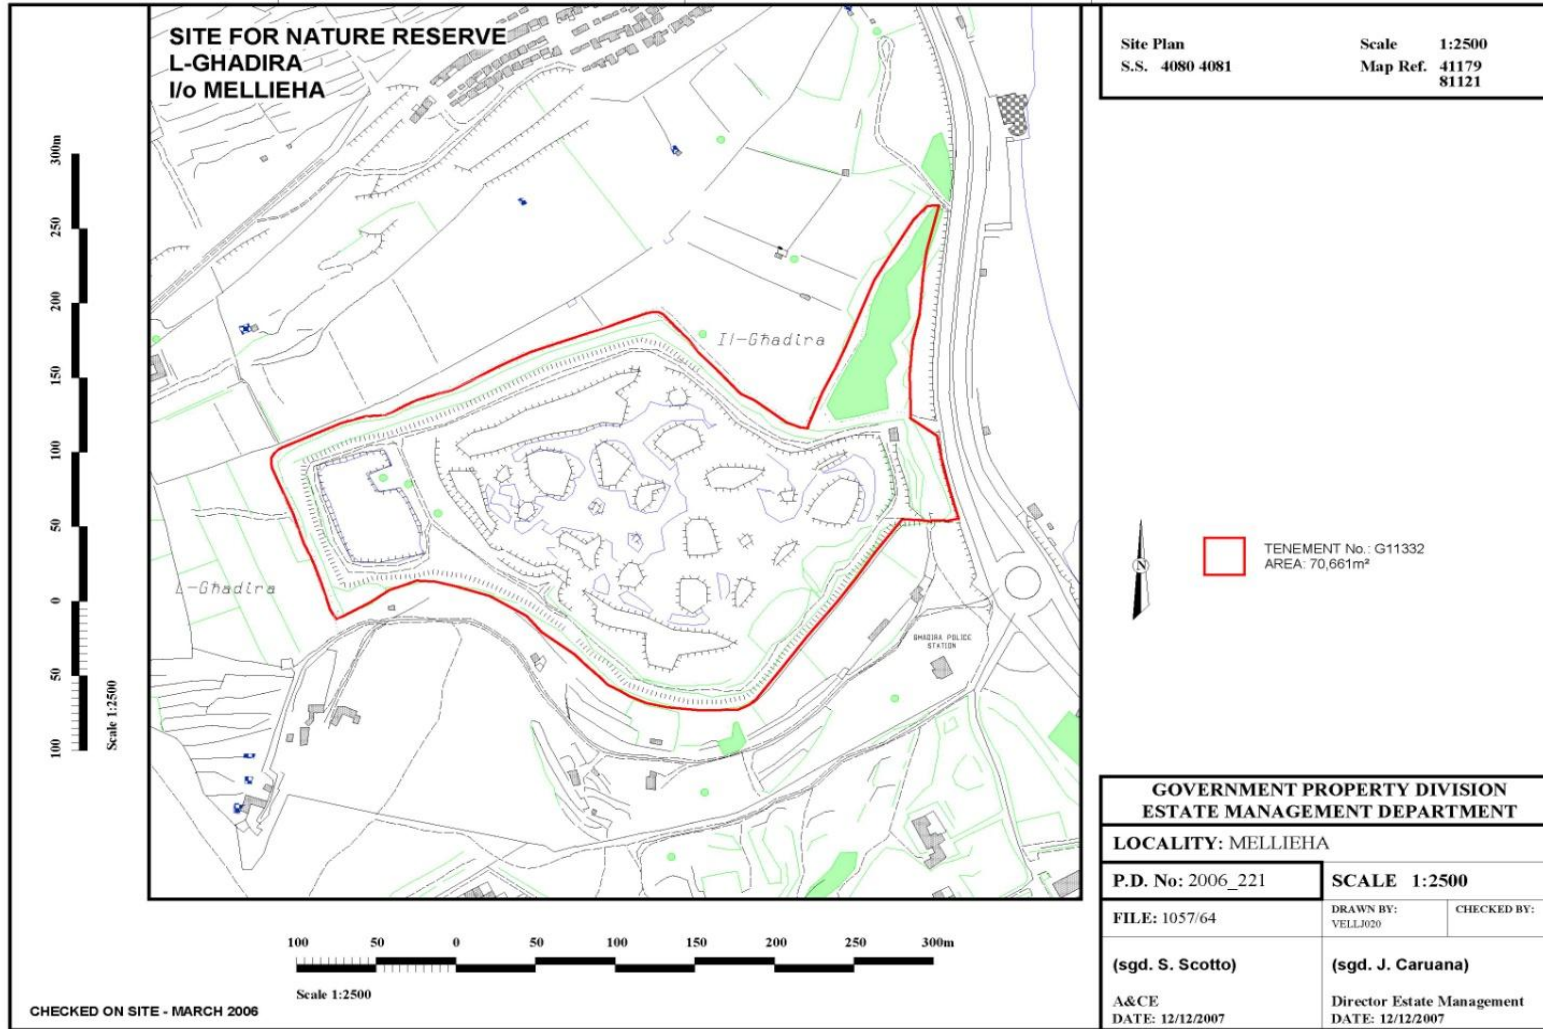 SITE FOR NATURE RESERVE
L-GHADIRA
I/o MELLIEHA
Site Plan
S.S. 4080 4081
Scale 1:2500
Map Ref. 41179
81121
300m
250
200
150
100
50
0
50
100
Scale 1:2500
Il-Għadira
L-Għadira
GHADIRA POLICE
STATION
N
TENEMENT No.: G11332
AREA: 70,661m²
100 50 0 50 100 150 200 250 300m
Scale 1:2500
CHECKED ON SITE - MARCH 2006
GOVERNMENT PROPERTY DIVISION
ESTATE MANAGEMENT DEPARTMENT
LOCALITY: MELLIEHA
P.D. No: 2006_221
SCALE 1:2500
FILE: 1057/64
DRAWN BY:
VELLJ020
CHECKED BY:
(sgd. S. Scotto)
A&CE
DATE: 12/12/2007
(sgd. J. Caruana)
Director Estate Management
DATE: 12/12/2007